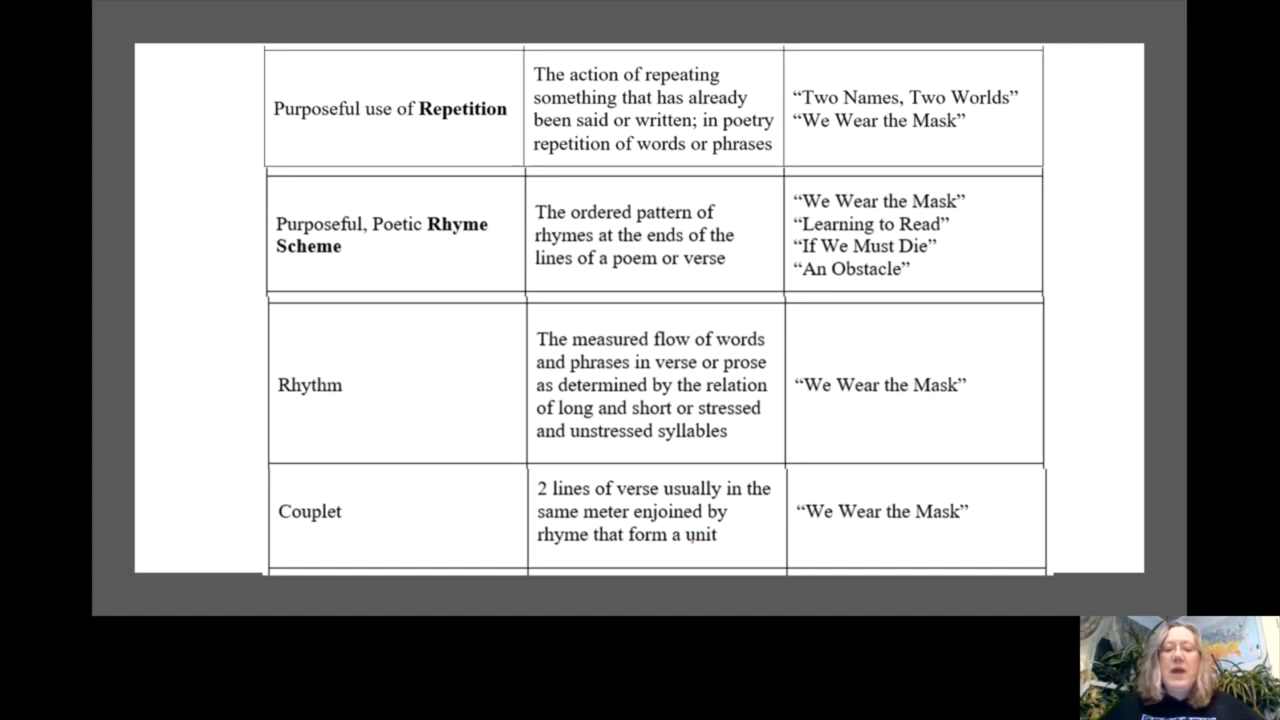 Purposeful use of Repetition
The action of repeating
something that has already
been said or written; in poetry
repetition of words or phrases
“Two Names, Two Worlds”
“We Wear the Mask”
Purposeful, Poetic Rhyme
Scheme
The ordered pattern of
rhymes at the ends of the
lines of a poem or verse
“We Wear the Mask”
“Learning to Read”
“If We Must Die”
“An Obstacle”
Rhythm
The measured flow of words
and phrases in verse or prose
as determined by the relation
of long and short or stressed
and unstressed syllables
“We Wear the Mask”
Couplet
2 lines of verse usually in the
same meter enjoined by
rhyme that form a unit
“We Wear the Mask”